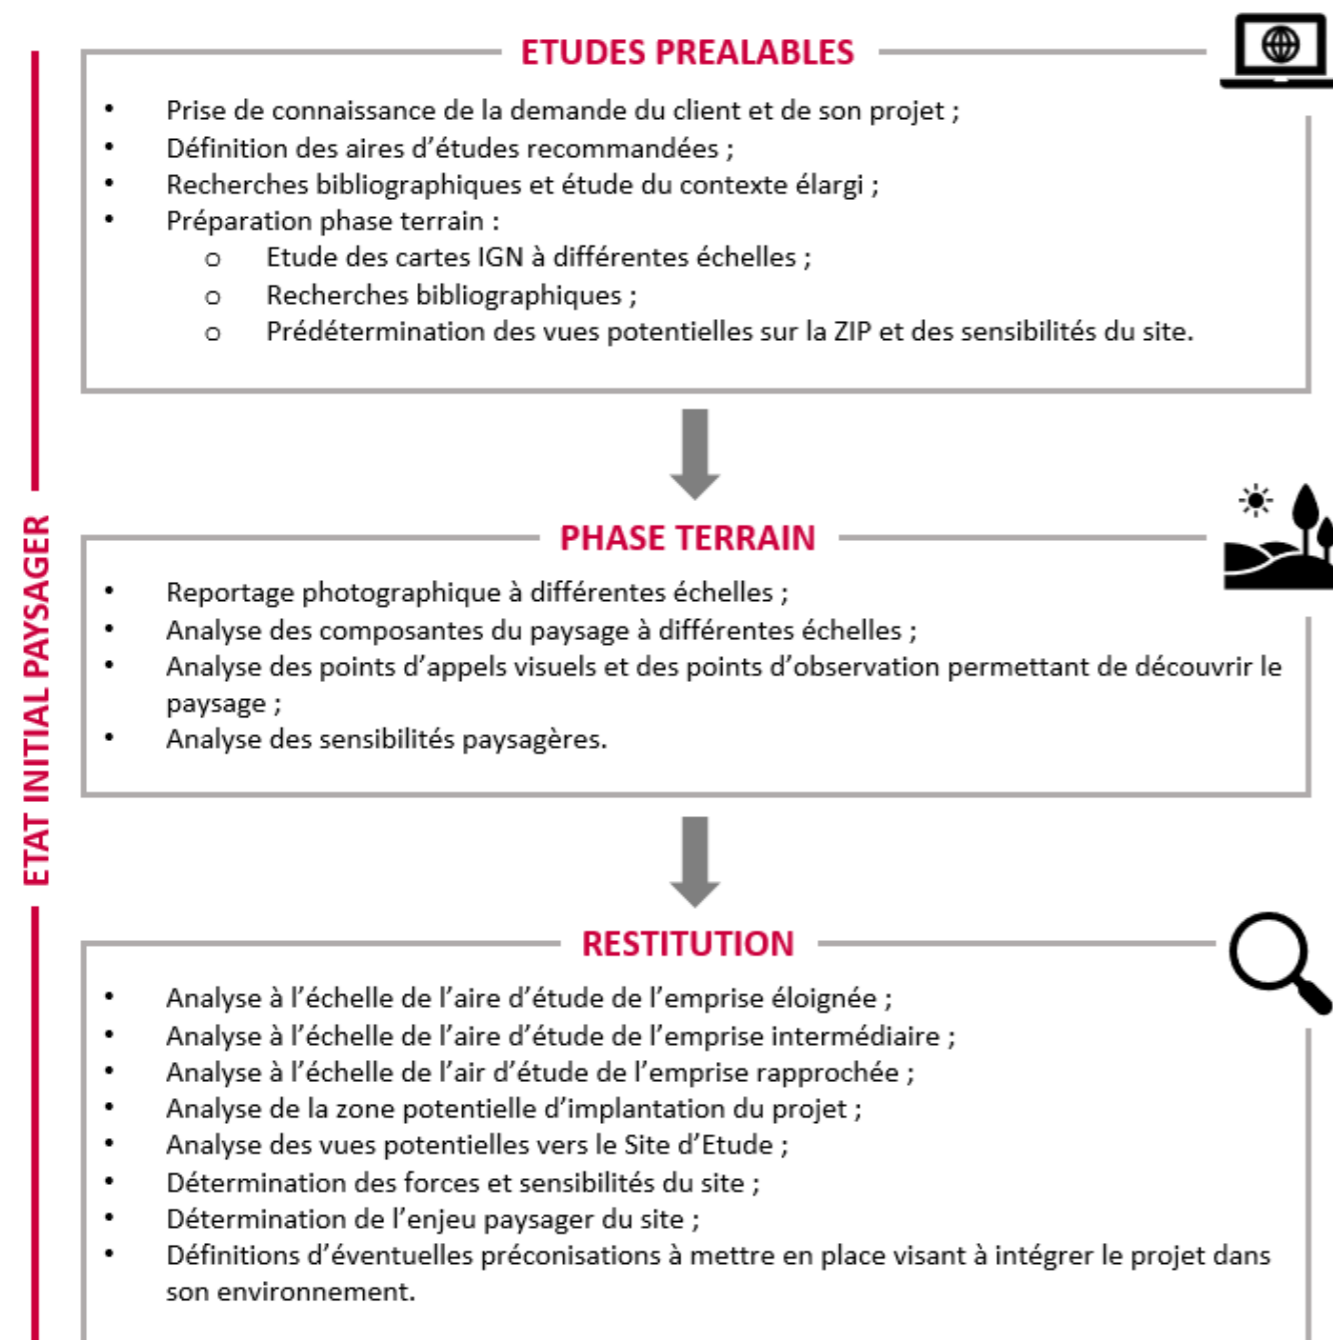 ETAT INITIAL PAYSAGER
ETUDES PREALABLES
• Prise de connaissance de la demande du client et de son projet ;
• Définition des aires d’études recommandées ;
• Recherches bibliographiques et étude du contexte élargi ;
• Préparation phase terrain :
o Etude des cartes IGN à différentes échelles ;
o Recherches bibliographiques ;
o Prédétermination des vues potentielles sur la ZIP et des sensibilités du site.
PHASE TERRAIN
• Reportage photographique à différentes échelles ;
• Analyse des composantes du paysage à différentes échelles ;
• Analyse des points d’appels visuels et des points d’observation permettant de découvrir le
paysage ;
• Analyse des sensibilités paysagères.
RESTITUTION
• Analyse à l’échelle de l’aire d’étude de l’emprise éloignée ;
• Analyse à l’échelle de l’aire d’étude de l’emprise intermédiaire ;
• Analyse à l’échelle de l’air d’étude de l’emprise rapprochée ;
• Analyse de la zone potentielle d’implantation du projet ;
• Analyse des vues potentielles vers le Site d’Etude ;
• Détermination des forces et sensibilités du site ;
• Détermination de l’enjeu paysager du site ;
• Définitions d’éventuelles préconisations à mettre en place visant à intégrer le projet dans
son environnement.